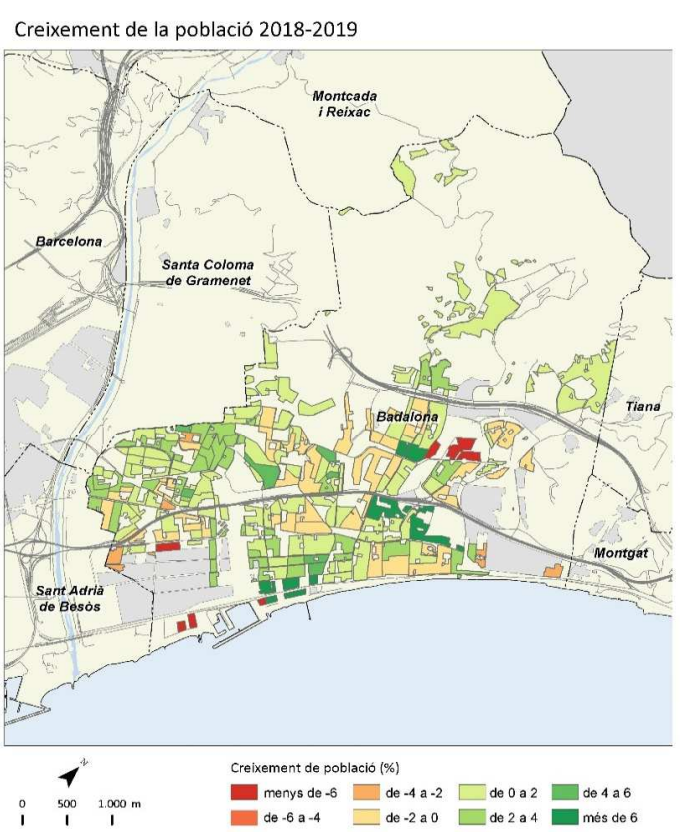 Creixement de la població 2018-2019
Montcada
i Reixac
Barcelona
Santa Coloma
de Gramenet
Tiana
Badalona
Montgat
Sant Adrià
de Besòs
N
0 500 1.000 m
Creixement de població (%)
menys de -6
de -4 a -2
de 0 a 2
de 4 a 6
de -6 a -4
de -2 a 0
de 2 a 4
més de 6